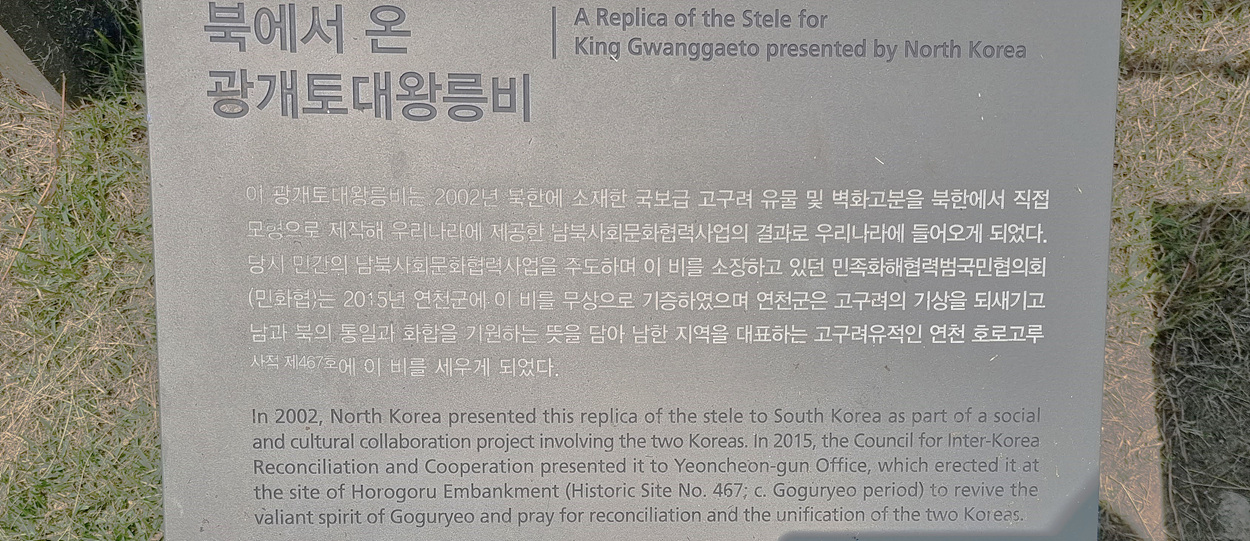 북에서 온
광개토대왕릉비
A Replica of the Stele for
King Gwanggaeto presented by North Korea
이 광개토대왕릉비는 2002년 북한에 소재한 국보급 고구려 유물 및 벽화고분을 북한에서 직접
모형으로 제작해 우리나라에 제공한 남북사회문화협력사업의 결과로 우리나라에 들어오게 되었다.
당시 민간의 남북사회문화협력사업을 주도하며 이 비를 소장하고 있던 민족화해협력범국민협의회
(민화협)는 2015년 연천군에 이 비를 무상으로 기증하였으며 연천군은 고구려의 기상을 되새기고
남과 북의 통일과 화합을 기원하는 뜻을 담아 남한 지역을 대표하는 고구려유적인 연천 호로고루
사적 제467호에 이 비를 세우게 되었다.
In 2002, North Korea presented this replica of the stele to South Korea as part of a social
and cultural collaboration project involving the two Koreas. In 2015, the Council for Inter-Korea
Reconciliation and Cooperation presented it to Yeoncheon-gun Office, which erected it at
the site of Horogoru Embankment (Historic Site No. 467; c. Goguryeo period) to revive the
valiant spirit of Goguryeo and pray for reconciliation and the unification of the two Koreas.